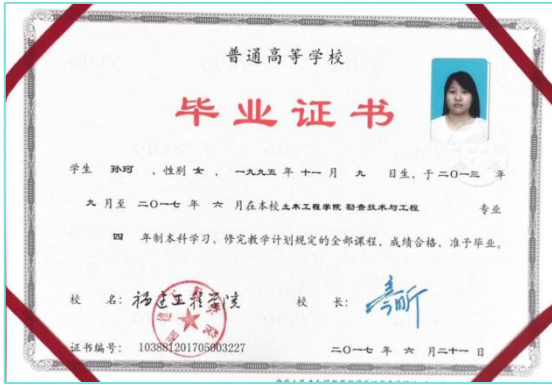 普通高等学校
毕业证书
学生 孙珂 ，性别 女 ， 一九九五 年 十一 月 九 日生，于二〇一三 年
九 月至 二〇一七 年 六 月在本校 土木工程学院 勘查技术与工程 专业
四 年制本科学习，修完教学计划规定的全部课程，成绩合格，准予毕业。
校 名：福建工程学院 校 长：
证书编号： 103881201705003227 二〇一七 年 六 月二十一 日